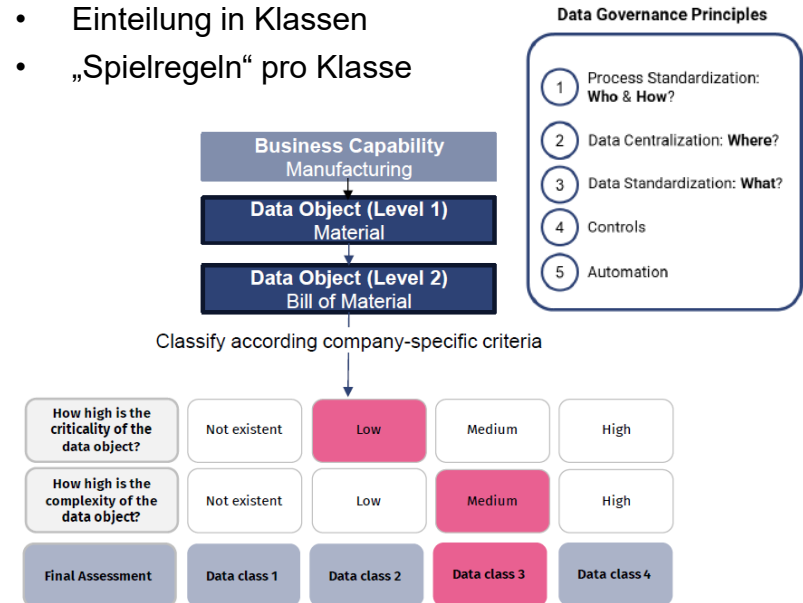 • Einteilung in Klassen
• „Spielregeln“ pro Klasse
Data Governance Principles
1 Process Standardization:
Who & How?
2 Data Centralization: Where?
3 Data Standardization: What?
4 Controls
5 Automation
Business Capability
Manufacturing
Data Object (Level 1)
Material
Data Object (Level 2)
Bill of Material
Classify according company-specific criteria
How high is the
criticality of the
data object?
Not existent
Low
Medium
High
How high is the
complexity of the
data object?
Not existent
Low
Medium
High
Final Assessment
Data class 1
Data class 2
Data class 3
Data class 4